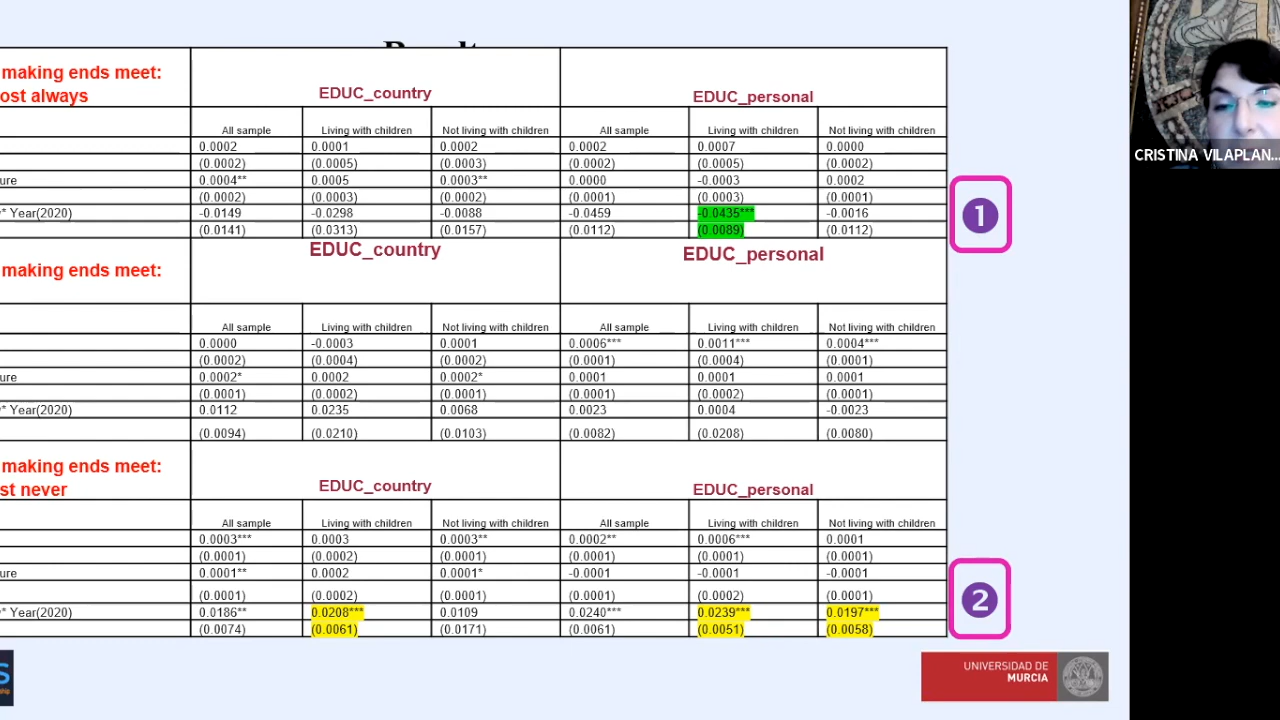 making ends meet:
ost always
EDUC_country EDUC_personal
All sample Living with children Not living with children All sample Living with children Not living with children
0.0002 0.0001 0.0002 0.0002 0.0007 0.0000
(0.0002) (0.0005) (0.0003) (0.0002) (0.0005) (0.0002)
ure 0.0004** 0.0005 0.0003** 0.0000 -0.0003 0.0002
(0.0002) (0.0003) (0.0002) (0.0001) (0.0003) (0.0001)
* Year(2020) -0.0149 -0.0298 -0.0088 -0.0459 -0.0435*** -0.0016
(0.0141) (0.0313) (0.0157) (0.0112) (0.0089) (0.0112)
1
making ends meet:
EDUC_country EDUC_personal
All sample Living with children Not living with children All sample Living with children Not living with children
0.0000 -0.0003 0.0001 0.0006*** 0.0011*** 0.0004***
(0.0002) (0.0004) (0.0002) (0.0001) (0.0004) (0.0001)
ure 0.0002* 0.0002 0.0002* 0.0001 0.0001 0.0001
(0.0001) (0.0002) (0.0001) (0.0001) (0.0002) (0.0001)
* Year(2020) 0.0112 0.0235 0.0068 0.0023 0.0004 -0.0023
(0.0094) (0.0210) (0.0103) (0.0082) (0.0208) (0.0080)
making ends meet:
st never
EDUC_country EDUC_personal
All sample Living with children Not living with children All sample Living with children Not living with children
0.0003*** 0.0003 0.0003** 0.0002** 0.0006*** 0.0001
(0.0001) (0.0002) (0.0001) (0.0001) (0.0001) (0.0001)
ure 0.0001** 0.0002 0.0001* -0.0001 -0.0001 -0.0001
(0.0001) (0.0002) (0.0001) (0.0001) (0.0002) (0.0001)
* Year(2020) 0.0186** 0.0208*** 0.0109 0.0240*** 0.0239*** 0.0197***
(0.0074) (0.0061) (0.0171) (0.0061) (0.0051) (0.0058)
2
CRISTINA VILAPLAN...
UNIVERSIDAD DE
MURCIA